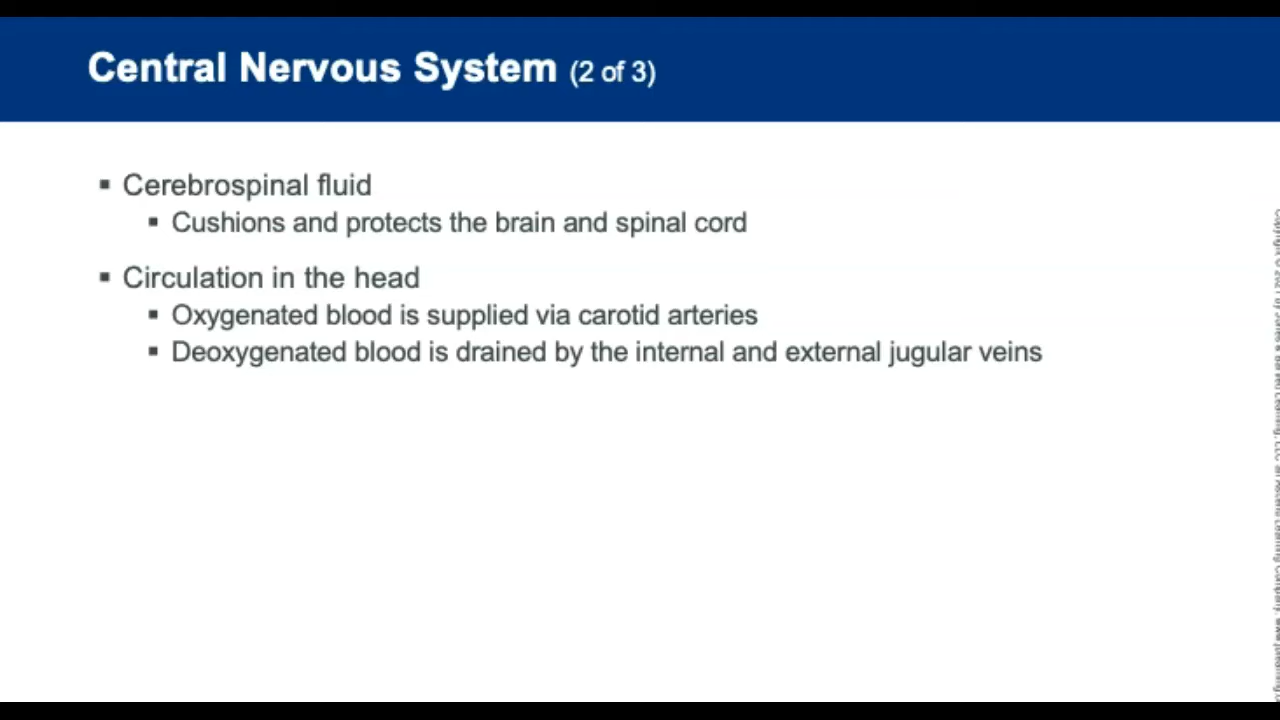 Central Nervous System (2 of 3)
▪ Cerebrospinal fluid
▪ Cushions and protects the brain and spinal cord
▪ Circulation in the head
▪ Oxygenated blood is supplied via carotid arteries
▪ Deoxygenated blood is drained by the internal and external jugular veins